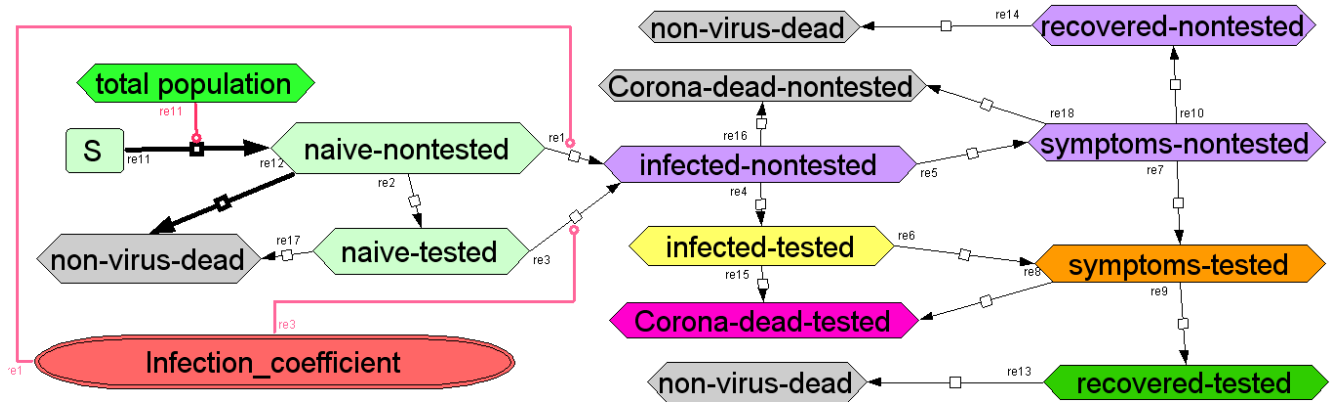 re14
non-virus-dead
recovered-nontested
total population
Corona-dead-nontested
re11
re18
re10
S
re11
re12
naive-nontested
re1
re16
infected-nontested
re5
symptoms-nontested
re2
re4
re7
non-virus-dead
re17
naive-tested
re3
infected-tested
re6
re15
re8
symptoms-tested
re9
re3
Corona-dead-tested
re1
Infection_coefficient
non-virus-dead
re13
recovered-tested